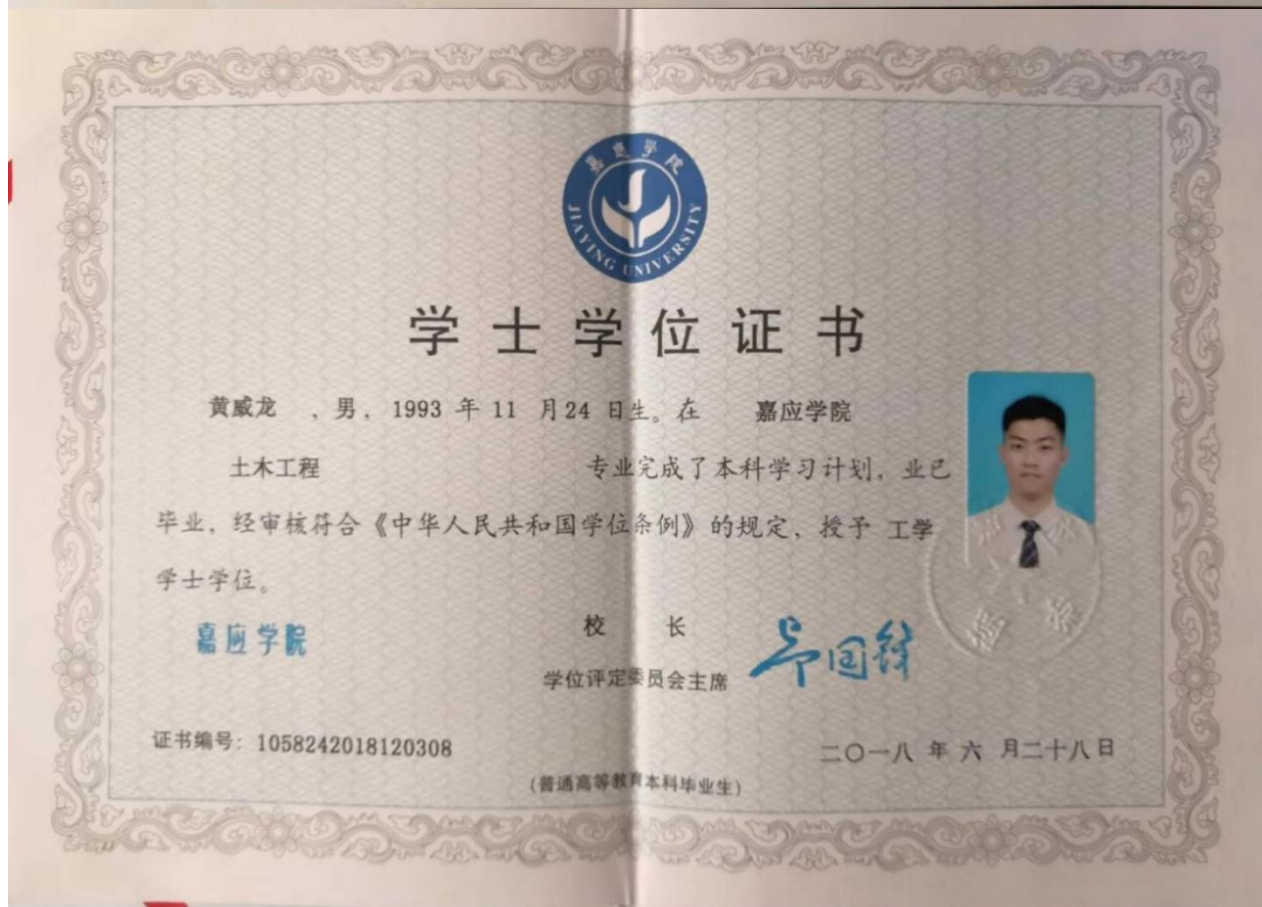 嘉应学院
JIAYING UNIVERSITY
学士学位证书
黄威龙 ，男，1993 年 11 月 24 日生。在 嘉应学院
土木工程 专业完成了本科学习计划，业已
毕业，经审核符合《中华人民共和国学位条例》的规定，授予 工学
学士学位。
嘉应学院
校 长
学位评定委员会主席
证书编号：1058242018120308
二〇一八 年 六 月二十八日
（普通高等教育本科毕业生）